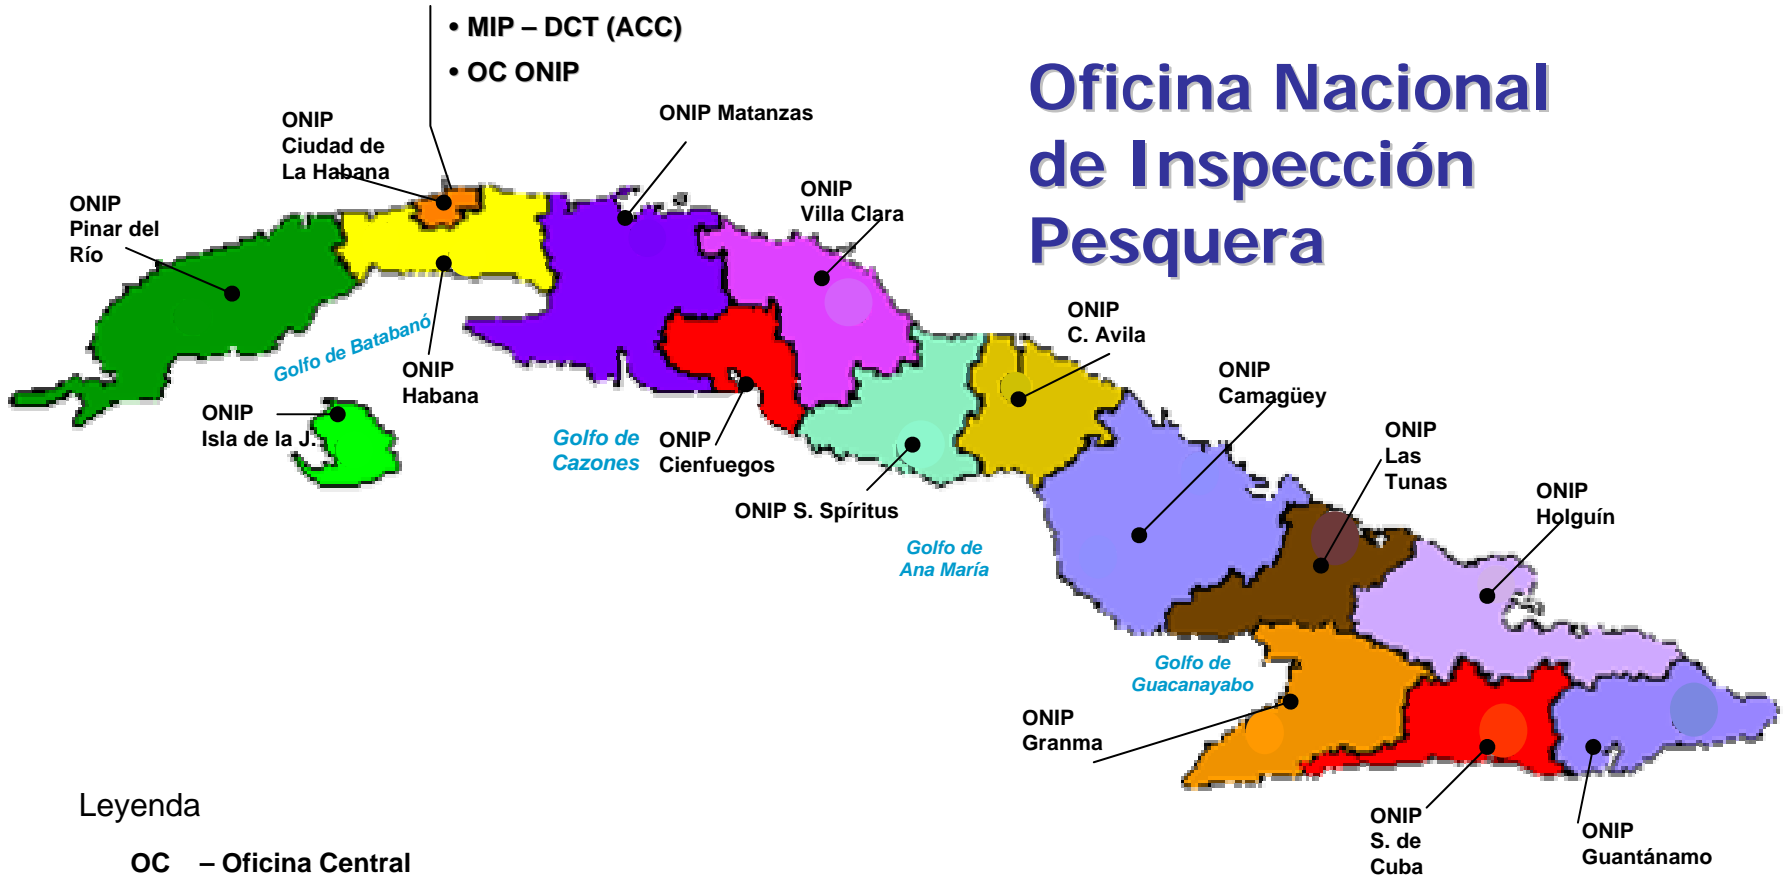 • MIP – DCT (ACC)
• OC ONIP
Oficina Nacional
de Inspección
Pesquera
ONIP
Ciudad de
La Habana
ONIP Matanzas
ONIP
Villa Clara
ONIP
Pinar del
Río
ONIP
C. Avila
Golfo de Batabanó
ONIP
Habana
ONIP
Camagüey
ONIP
Isla de la J.
Golfo de
Cazones
ONIP
Cienfuegos
ONIP
Las
Tunas
ONIP S. Spíritus
ONIP
Holguín
Golfo de
Ana María
Golfo de
Guacanayabo
ONIP
Granma
Leyenda
OC – Oficina Central
ONIP
S. de
Cuba
ONIP
Guantánamo